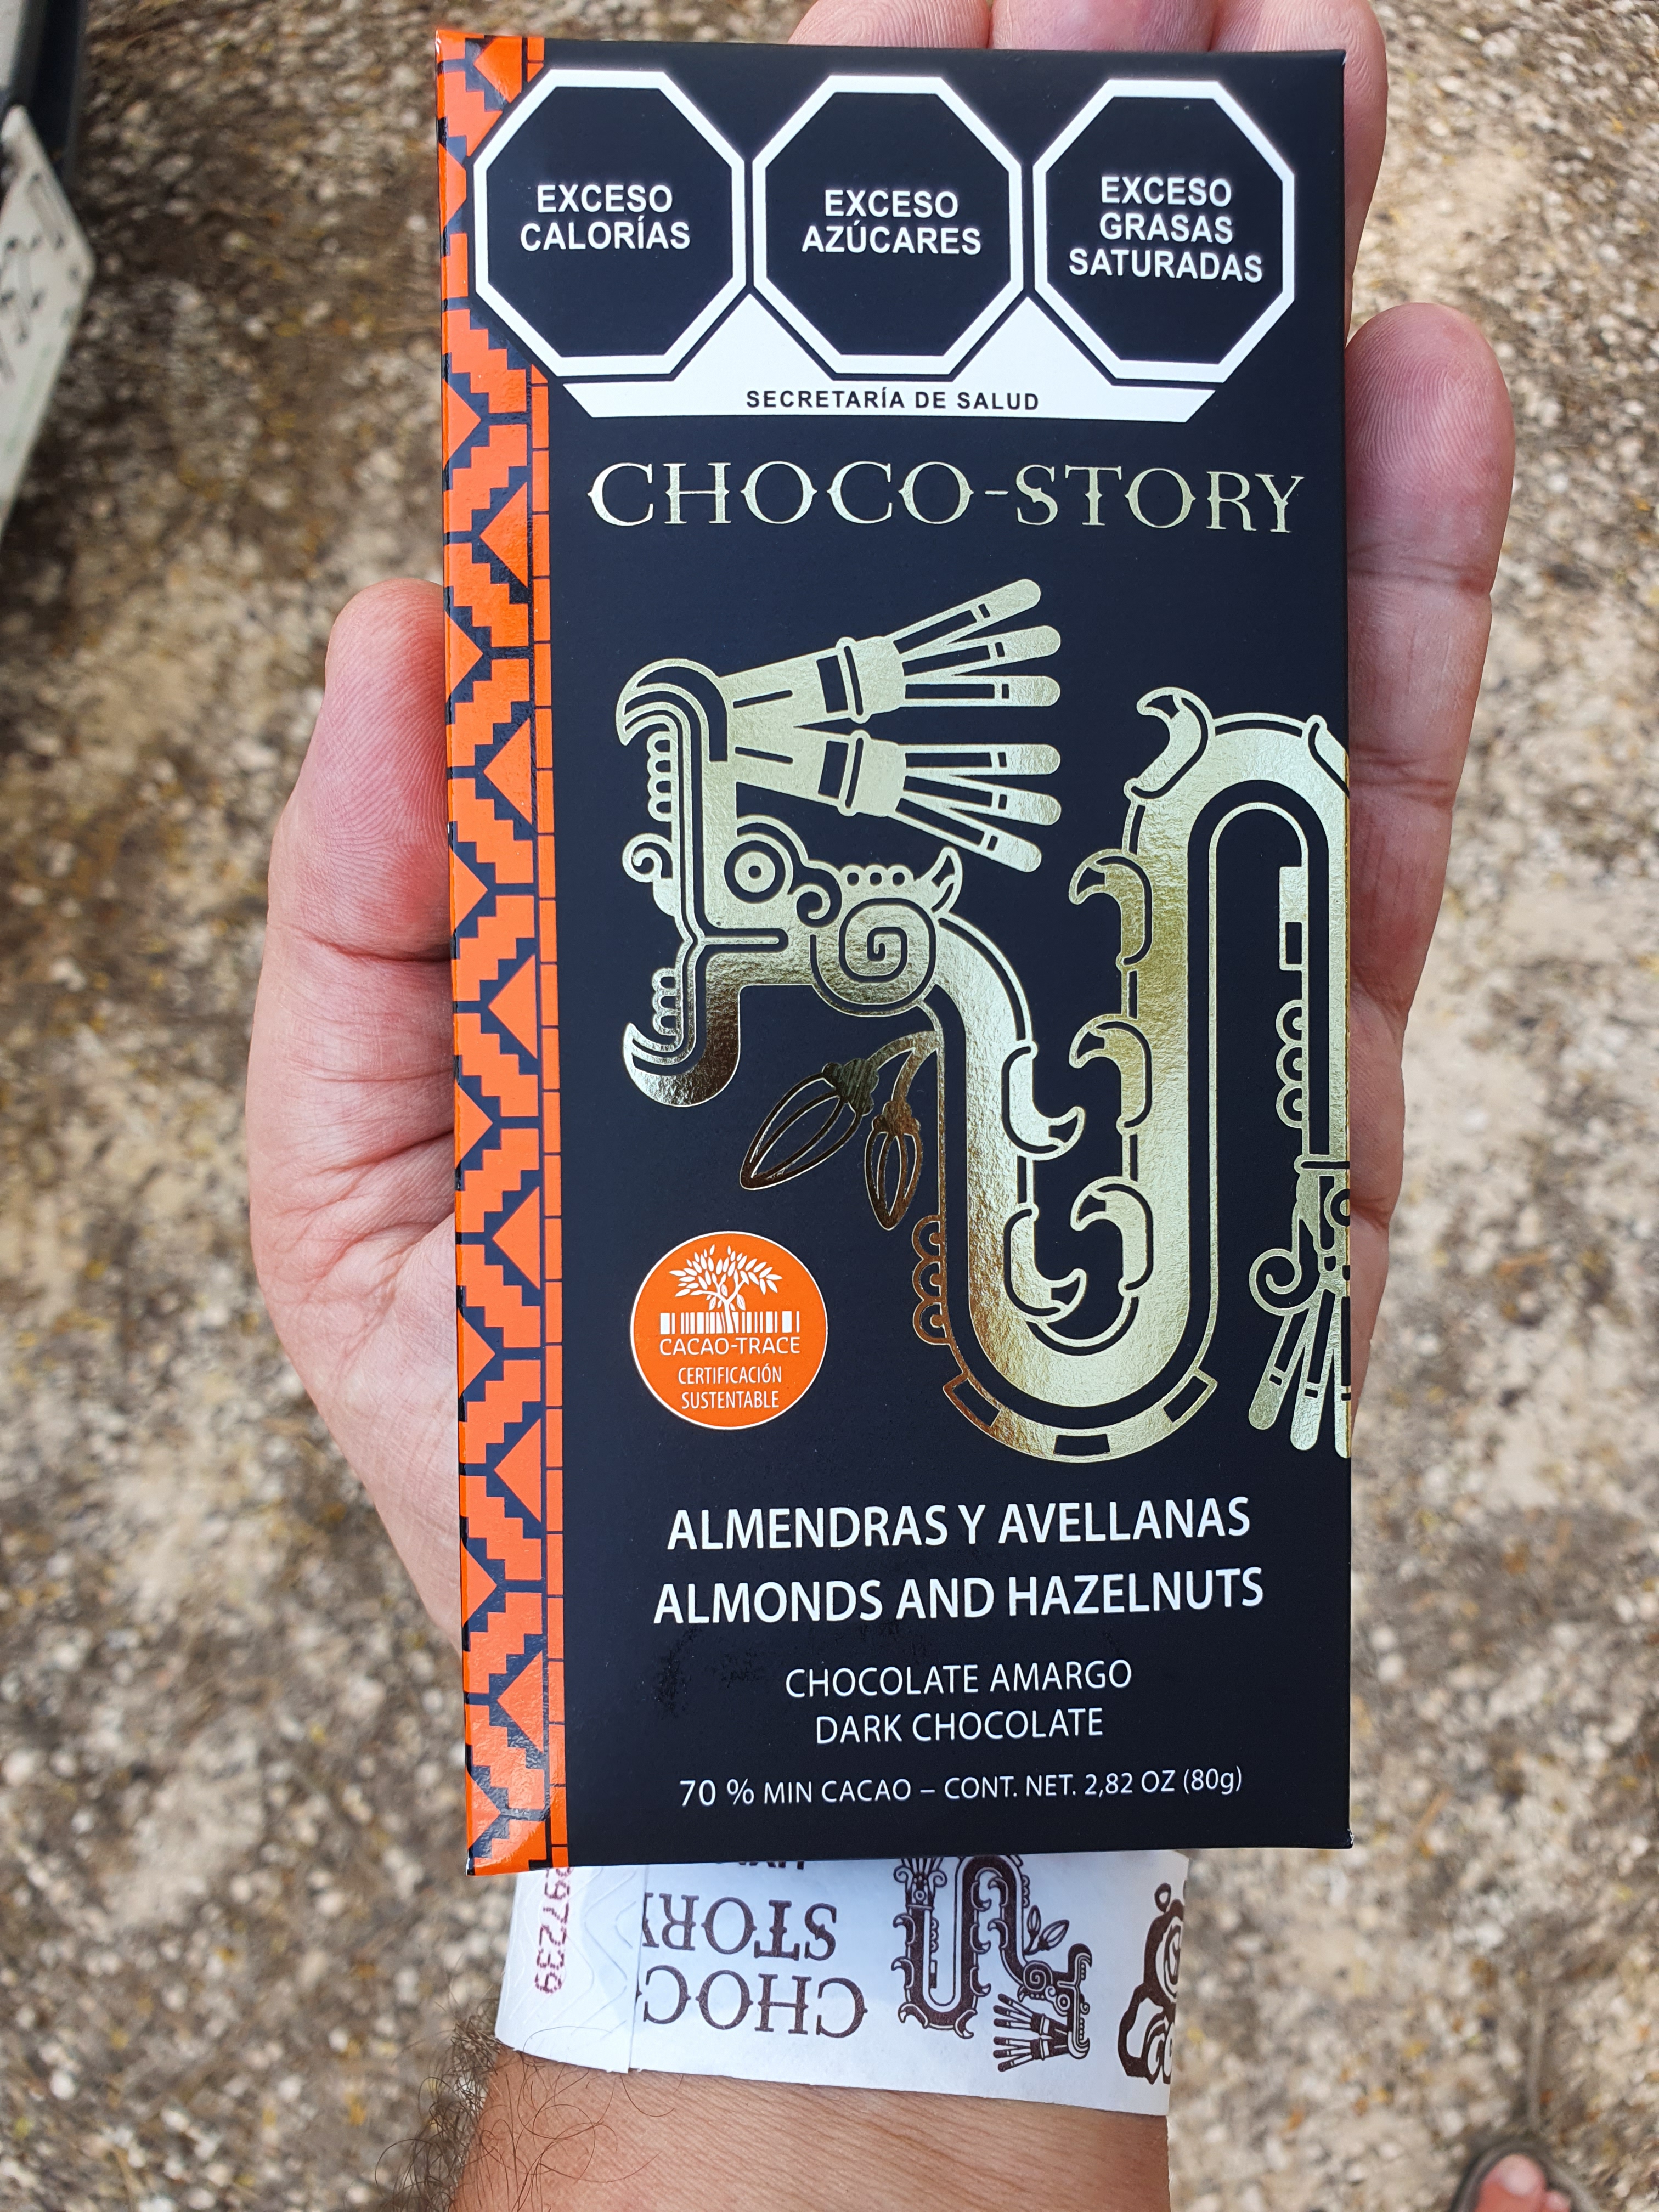 EXCESO
CALORÍAS
EXCESO
AZÚCARES
EXCESO
GRASAS
SATURADAS
SECRETARÍA DE SALUD
CHOCO-STORY
CACAO-TRACE
CERTIFICACIÓN
SUSTENTABLE
ALMENDRAS Y AVELLANAS
ALMONDS AND HAZELNUTS
CHOCOLATE AMARGO
DARK CHOCOLATE
70 % MIN CACAO – CONT. NET. 2,82 OZ (80g)
CHOC
STORY